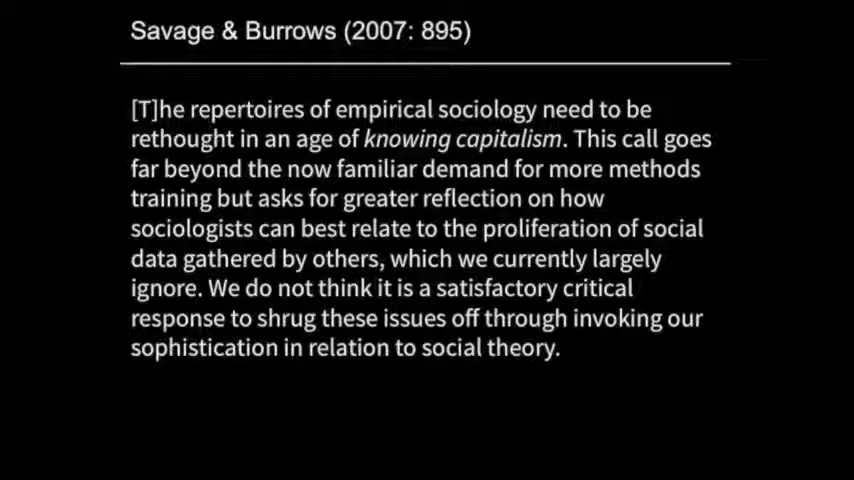 Savage & Burrows (2007: 895)
[T]he repertoires of empirical sociology need to be
rethought in an age of knowing capitalism. This call goes
far beyond the now familiar demand for more methods
training but asks for greater reflection on how
sociologists can best relate to the proliferation of social
data gathered by others, which we currently largely
ignore. We do not think it is a satisfactory critical
response to shrug these issues off through invoking our
sophistication in relation to social theory.